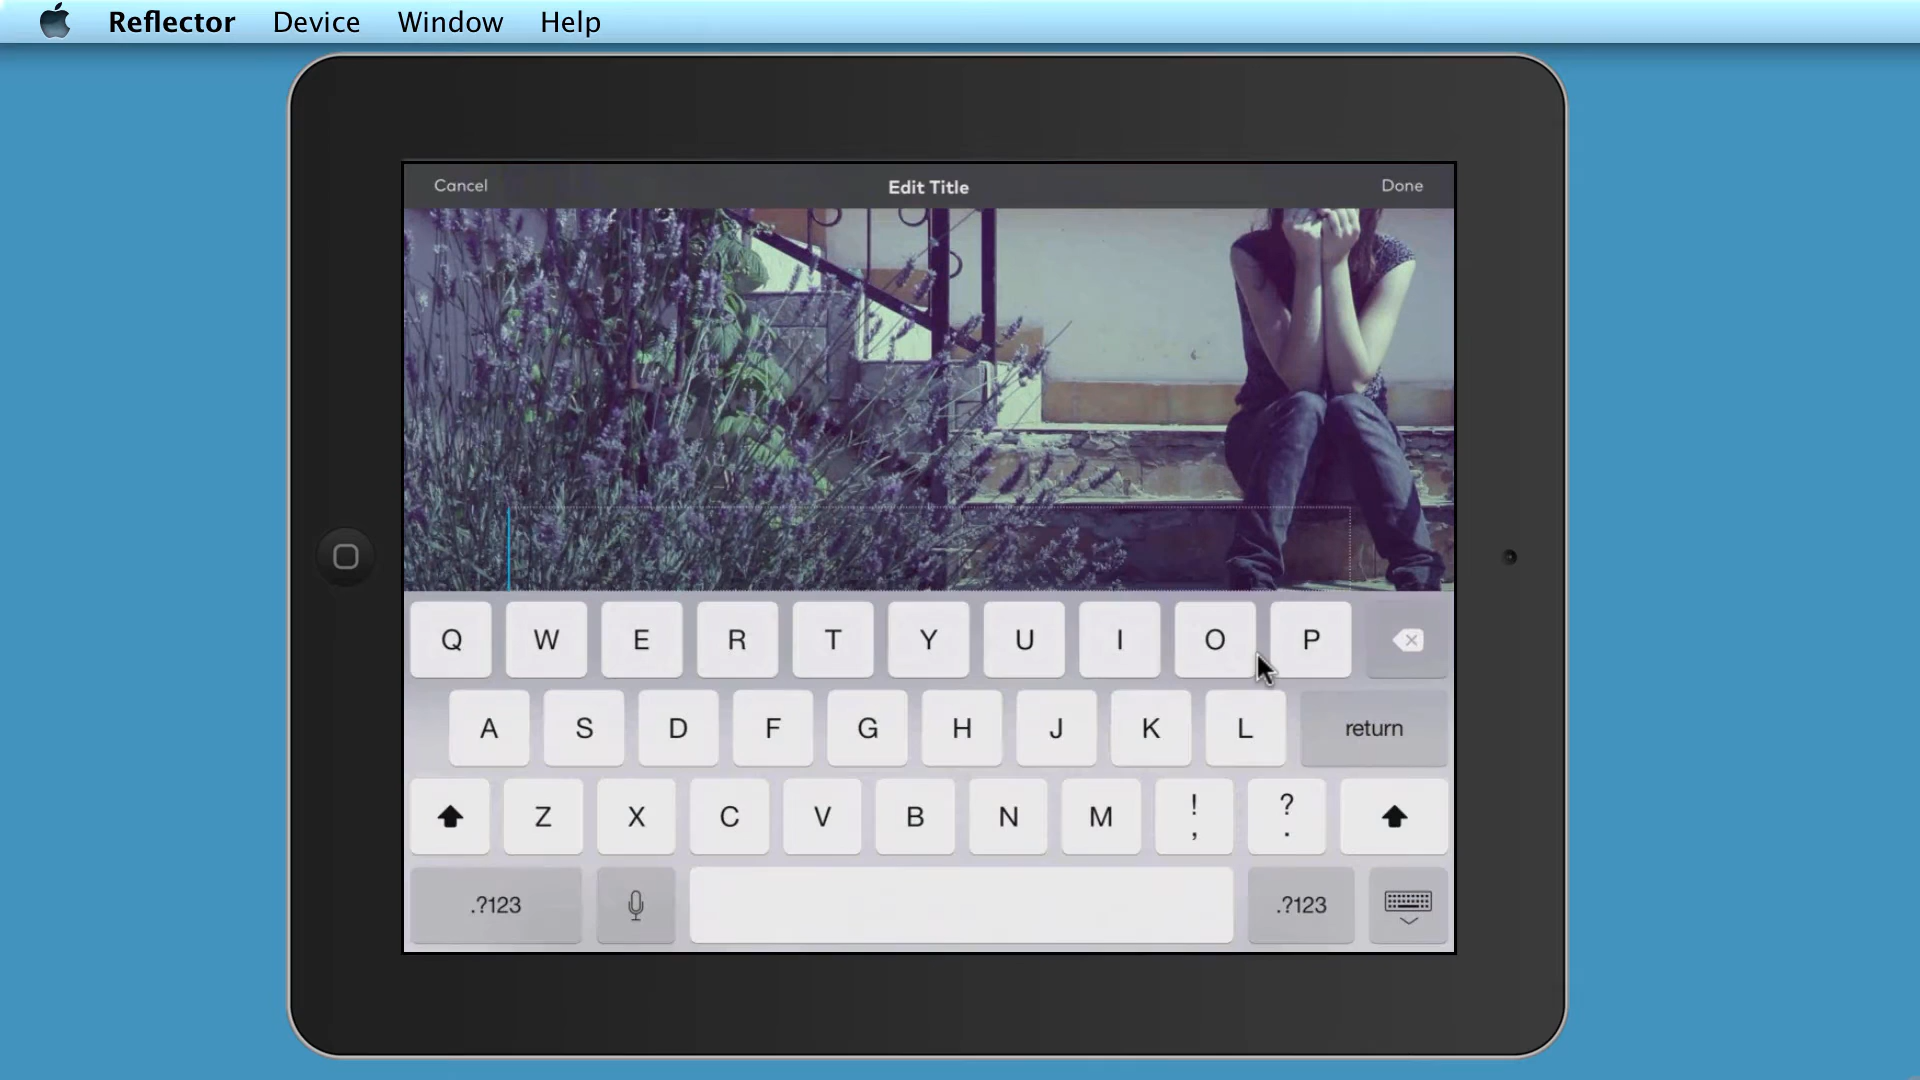 Reflector Device Window Help
Cancel Edit Title Done
Q W E R T Y U I O P
A S D F G H J K L return
Z X C V B N M ! , ? .
.?123 .?123